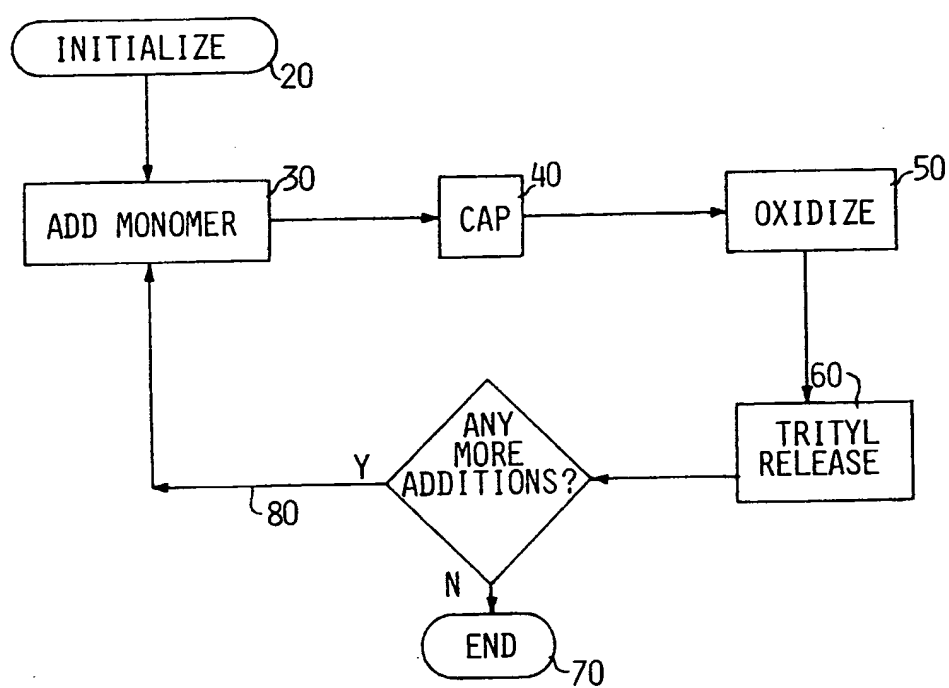 INITIALIZE
20
ADD MONOMER
30
CAP
40
OXIDIZE
50
60
TRITYL
RELEASE
ANY
MORE
ADDITIONS?
Y
80
N
END
70